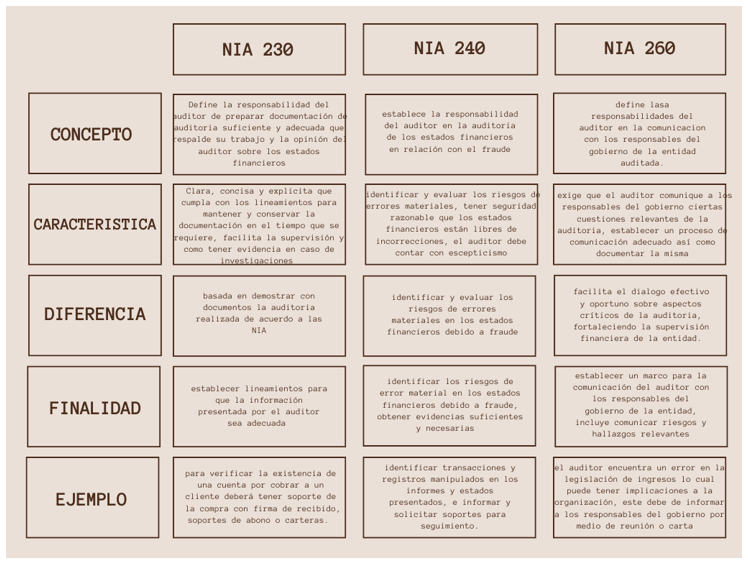 NIA 230
NIA 240
NIA 260
CONCEPTO
Define la responsabilidad del
auditor de preparar documentación de
auditoria suficiente y adecuada que
respalde su trabajo y la opinión del
auditor sobre los estados
financieros
establece la responsabilidad
del auditor en la auditoria
de los estados financieros
en relación con el fraude
define lasa
responsabilidades del
auditor en la comunicacion
con los responsables del
gobierno de la entidad
auditada.
CARACTERISTICA
Clara, concisa y explicita que
cumpla con los lineamientos para
mantener y conservar la
documentación en el tiempo que se
requiere, facilita la supervisión y
como tener evidencia en caso de
investigaciones
identificar y evaluar los riesgos de
errores materiales, tener seguridad
razonable que los estados
financieros están libres de
incorrecciones, el auditor debe
contar con escepticismo
exige que el auditor comunique a los
responsables del gobierno ciertas
cuestiones relevantes de la
auditoria, establecer un proceso de
comunicación adecuado así como
documentar la misma
DIFERENCIA
basada en demostrar con
documentos la auditoria
realizada de acuerdo a las
NIA
identificar y evaluar los
riesgos de errores
materiales en los estados
financieros debido a fraude
facilita el dialogo efectivo
y oportuno sobre aspectos
críticos de la auditoria,
fortaleciendo la supervisión
financiera de la entidad.
FINALIDAD
establecer lineamientos para
que la información
presentada por el auditor
sea adecuada
identificar los riesgos de
error material en los estados
financieros debido a fraude,
obtener evidencias suficientes
y necesarias
establecer un marco para la
comunicación del auditor con
los responsables del
gobierno de la entidad,
incluye comunicar riesgos y
hallazgos relevantes
EJEMPLO
para verificar la existencia de
una cuenta por cobrar a un
cliente deberá tener soporte de
la compra con firma de recibido,
soportes de abono o carteras.
identificar transacciones y
registros manipulados en los
informes y estados
presentados, e informar y
solicitar soportes para
seguimiento.
el auditor encuentra un error en la
legislación de ingresos lo cual
puede tener implicaciones a la
organización, este debe de informar
a los responsables del gobierno por
medio de reunión o carta